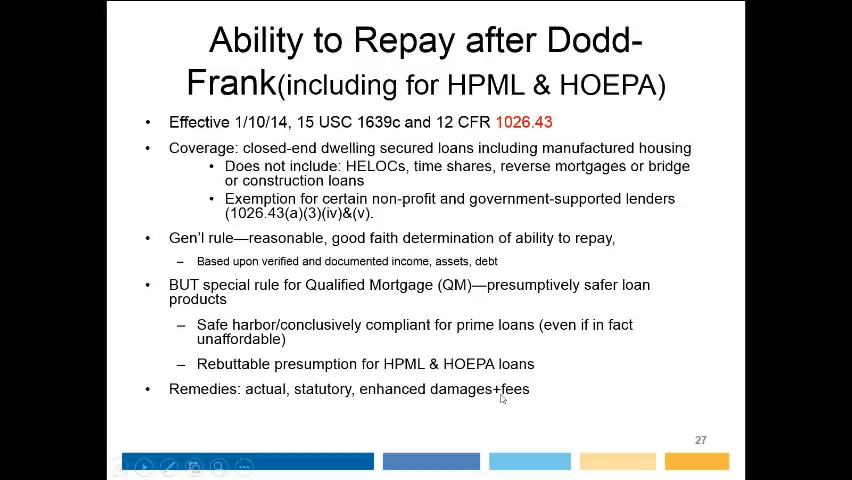 Ability to Repay after Dodd-
Frank(including for HPML & HOEPA)
• Effective 1/10/14, 15 USC 1639c and 12 CFR 1026.43
• Coverage: closed-end dwelling secured loans including manufactured housing
• Does not include: HELOCs, time shares, reverse mortgages or bridge
or construction loans
• Exemption for certain non-profit and government-supported lenders
(1026.43(a)(3)(iv)&(v).
• Gen'l rule—reasonable, good faith determination of ability to repay,
– Based upon verified and documented income, assets, debt
• BUT special rule for Qualified Mortgage (QM)—presumptively safer loan
products
– Safe harbor/conclusively compliant for prime loans (even if in fact
unaffordable)
– Rebuttable presumption for HPML & HOEPA loans
• Remedies: actual, statutory, enhanced damages+fees
27